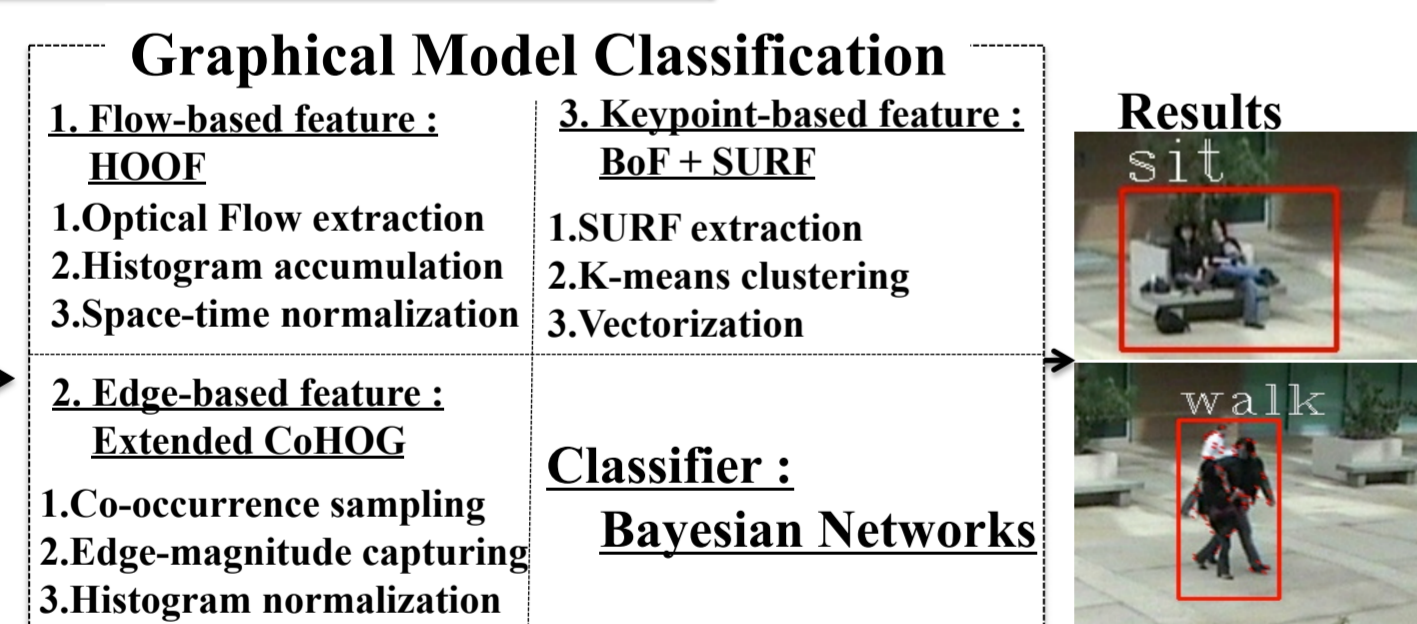 Graphical Model Classification
1. Flow-based feature :
HOOF
1.Optical Flow extraction
2.Histogram accumulation
3.Space-time normalization
2. Edge-based feature :
Extended CoHOG
1.Co-occurrence sampling
2.Edge-magnitude capturing
3.Histogram normalization
3. Keypoint-based feature :
BoF + SURF
1.SURF extraction
2.K-means clustering
3.Vectorization
Classifier :
Bayesian Networks
Results
sit
walk